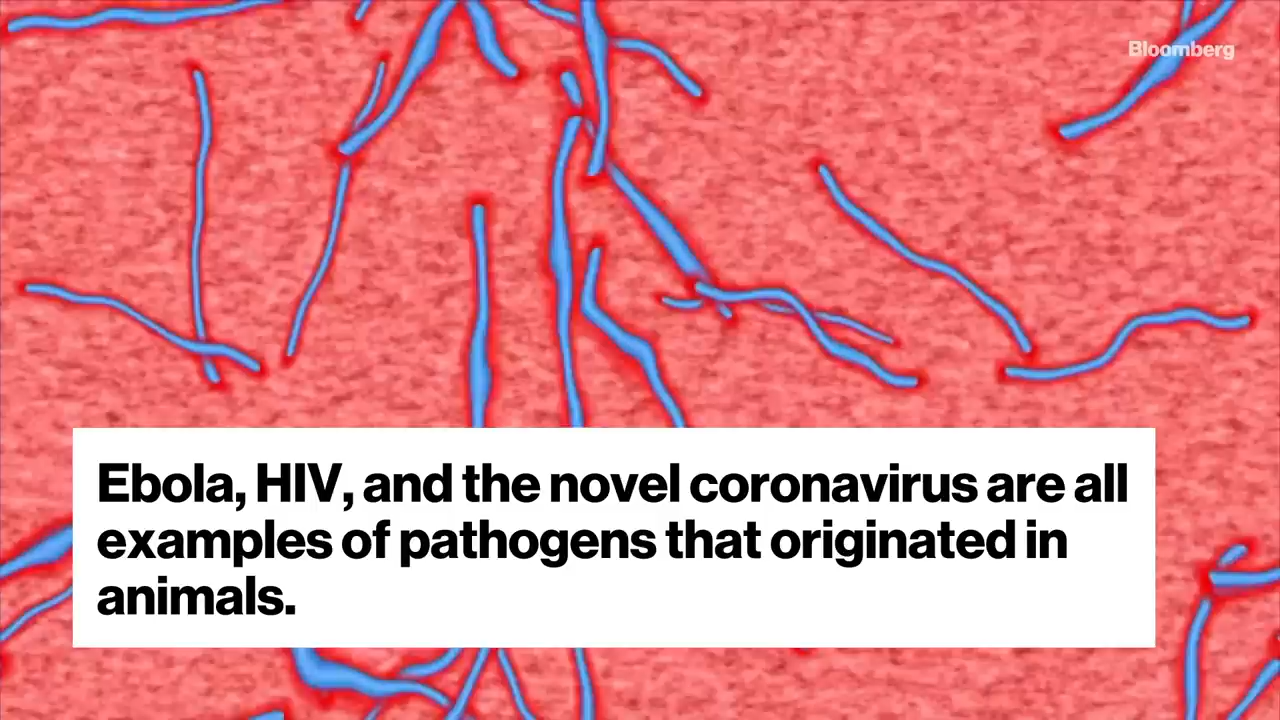 Bloomberg
Ebola, HIV, and the novel coronavirus are all
examples of pathogens that originated in
animals.